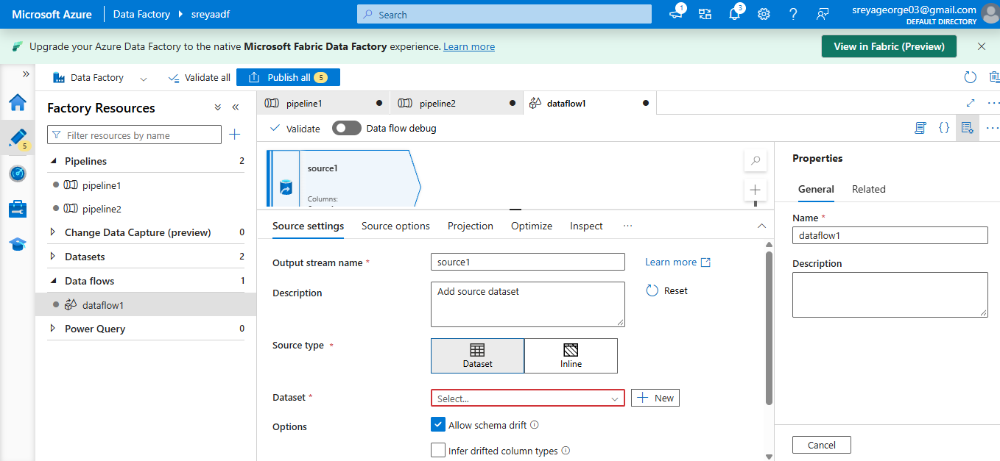 Microsoft Azure
Data Factory
sreyaadf
Search
1
3
sreyageorge03@gmail.com
DEFAULT DIRECTORY
Upgrade your Azure Data Factory to the native Microsoft Fabric Data Factory experience. Learn more
View in Fabric (Preview)
Data Factory
Validate all
Publish all 5
5
Factory Resources
Filter resources by name
Pipelines 2
pipeline1
pipeline2
Change Data Capture (preview) 0
Datasets 2
Data flows 1
dataflow1
Power Query 0
pipeline1
pipeline2
dataflow1
Validate
Data flow debug
source1
Columns:
Source settings
Source options
Projection
Optimize
Inspect
Output stream name *
source1
Learn more
Description
Add source dataset
Reset
Source type *
Dataset
Inline
Dataset *
Select...
New
Options
Allow schema drift
Infer drifted column types
Properties
General
Related
Name *
dataflow1
Description
Cancel